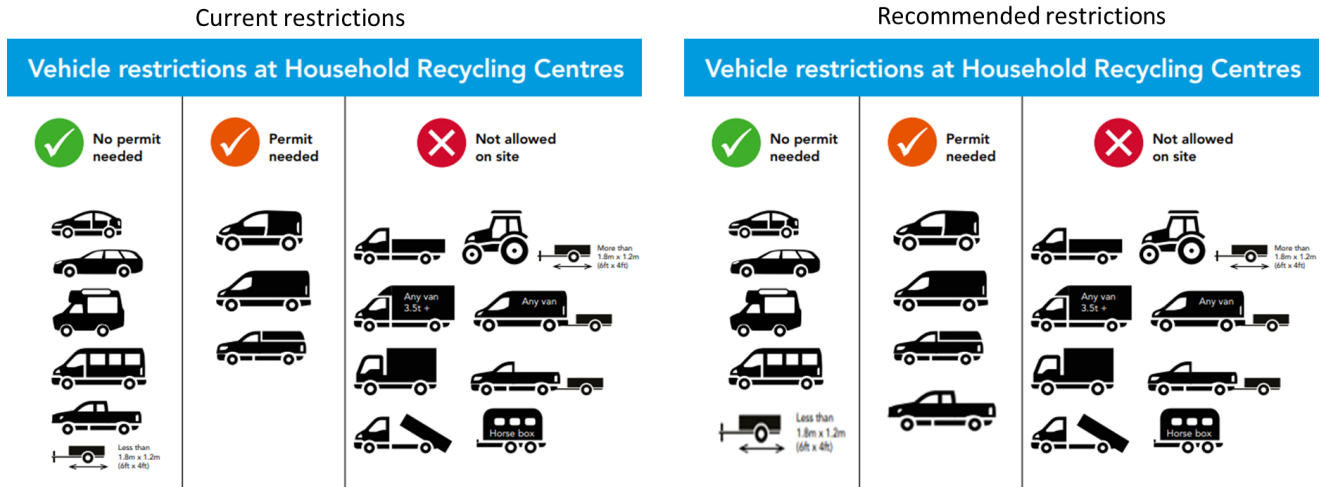 Current restrictions
Vehicle restrictions at Household Recycling Centres
No permit
needed
Permit
needed
Not allowed
on site
More than
1.8m x 1.2m
(6ft x 4ft)
Any van
3.5t +
Any van
Horse box
Less than
1.8m x 1.2m
(6ft x 4ft)
Recommended restrictions
Vehicle restrictions at Household Recycling Centres
No permit
needed
Permit
needed
Not allowed
on site
More than
1.8m x 1.2m
(6ft x 4ft)
Any van
3.5t +
Any van
Less than
1.8m x 1.2m
(6ft x 4ft)
Horse box